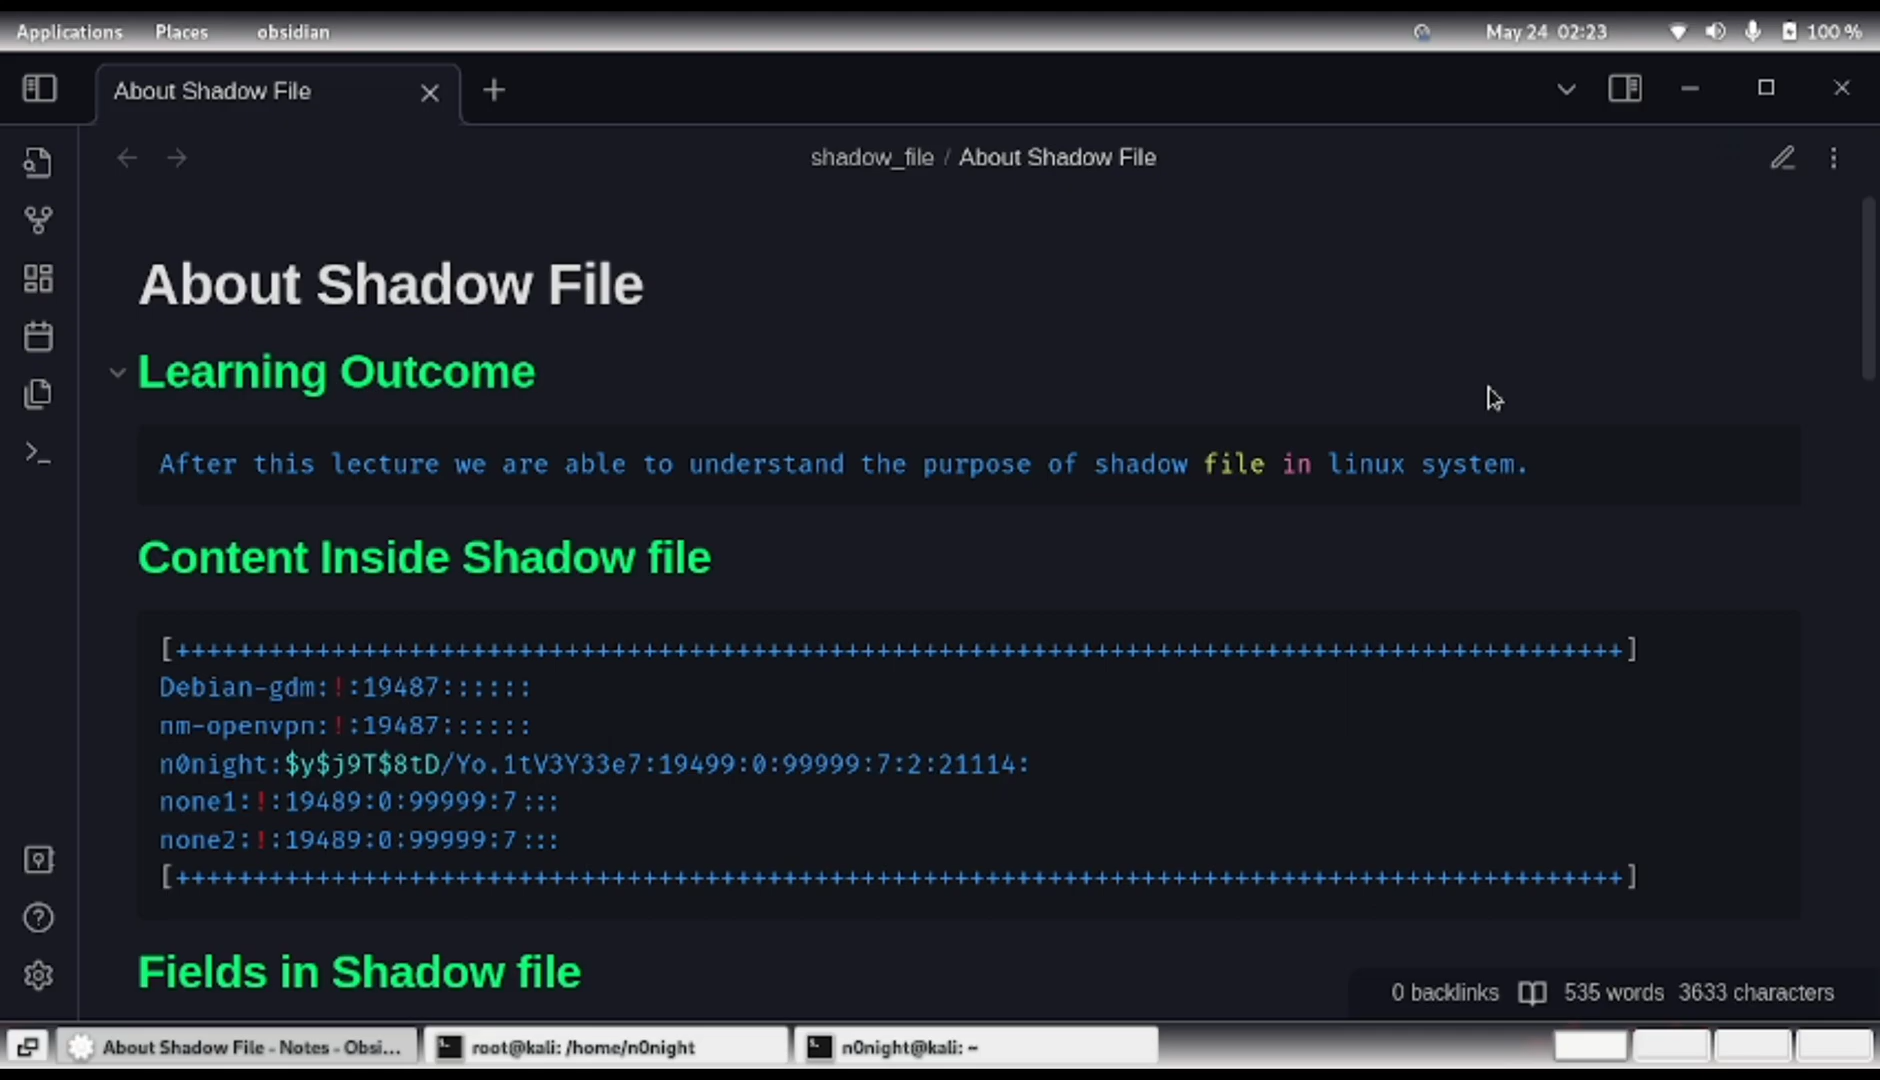 Applications Places obsidian May 24 02:23 100 %
About Shadow File
shadow_file / About Shadow File
About Shadow File
Learning Outcome
After this lecture we are able to understand the purpose of shadow file in linux system.
Content Inside Shadow file
[+++++++++++++++++++++++++++++++++++++++++++++++++++++++++++++++++++++++++++++++++++++++++++++]
Debian-gdm:!:19487::::::
nm-openvpn:!:19487::::::
n0night:$y$j9T$8tD/Yo.1tV3Y33e7:19499:0:99999:7:2:21114:
none1:!:19489:0:99999:7:::
none2:!:19489:0:99999:7:::
[+++++++++++++++++++++++++++++++++++++++++++++++++++++++++++++++++++++++++++++++++++++++++++++]
Fields in Shadow file
0 backlinks 535 words 3633 characters
About Shadow File - Notes - Obsi... root@kali: /home/n0night n0night@kali: ~